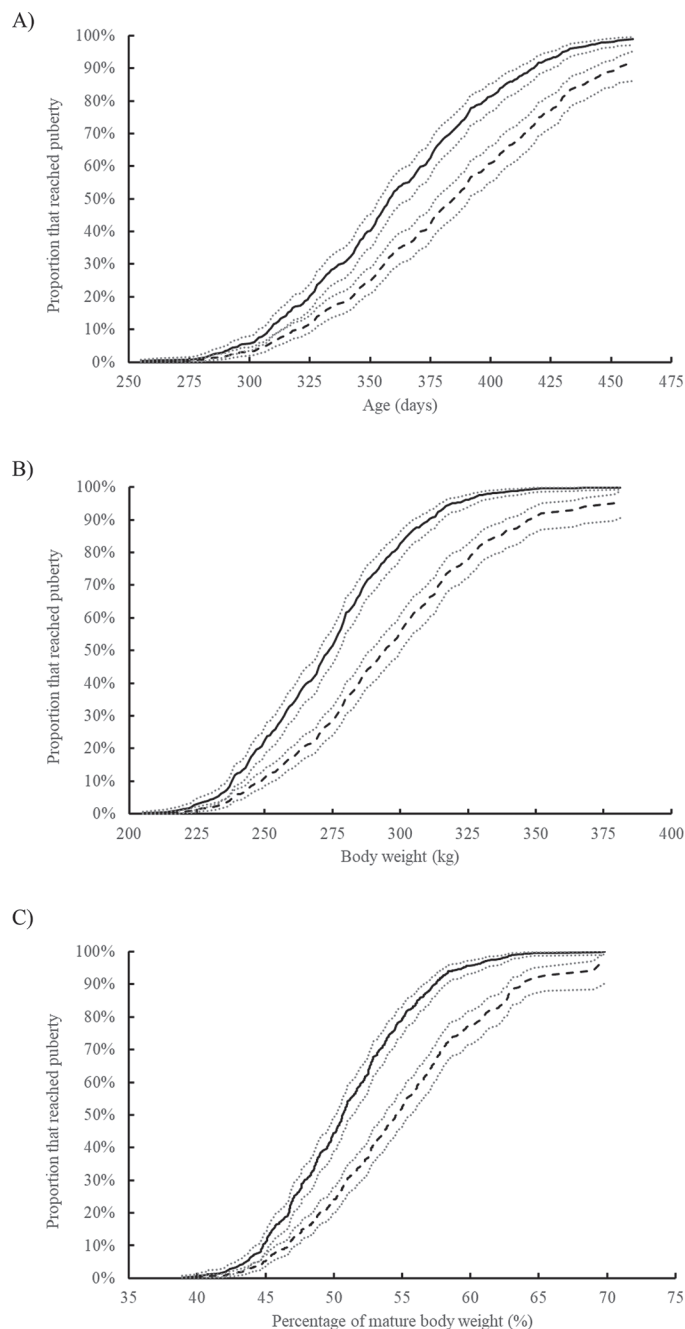 A)
100%
90%
80%
70%
60%
50%
40%
30%
20%
10%
0%
Proportion that reached puberty
250 275 300 325 350 375 400 425 450 475
Age (days)
B)
100%
90%
80%
70%
60%
50%
40%
30%
20%
10%
0%
Proportion that reached puberty
200 225 250 275 300 325 350 375 400
Body weight (kg)
C)
100%
90%
80%
70%
60%
50%
40%
30%
20%
10%
0%
Proportion that reached puberty
35 40 45 50 55 60 65 70 75
Percentage of mature body weight (%)